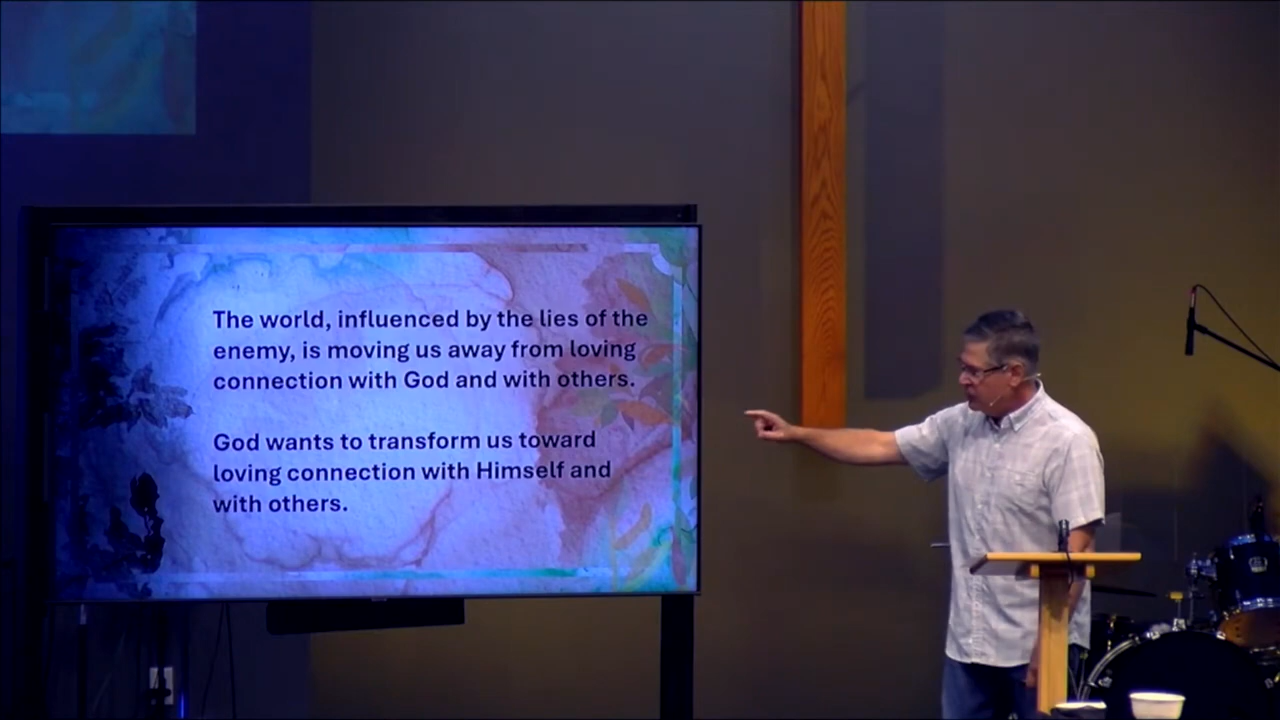 The world, influenced by the lies of the
enemy, is moving us away from loving
connection with God and with others.
God wants to transform us toward
loving connection with Himself and
with others.